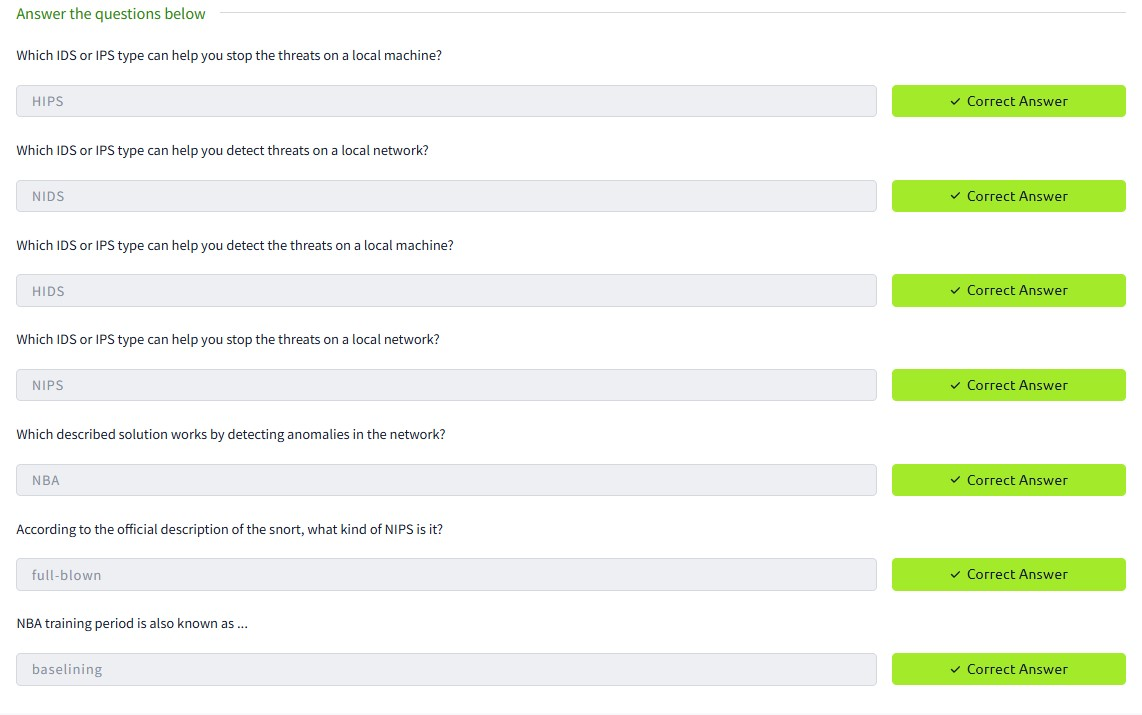 Answer the questions below
Which IDS or IPS type can help you stop the threats on a local machine?
HIPS
✓ Correct Answer
Which IDS or IPS type can help you detect threats on a local network?
NIDS
✓ Correct Answer
Which IDS or IPS type can help you detect the threats on a local machine?
HIDS
✓ Correct Answer
Which IDS or IPS type can help you stop the threats on a local network?
NIPS
✓ Correct Answer
Which described solution works by detecting anomalies in the network?
NBA
✓ Correct Answer
According to the official description of the snort, what kind of NIPS is it?
full-blown
✓ Correct Answer
NBA training period is also known as ...
baselining
✓ Correct Answer